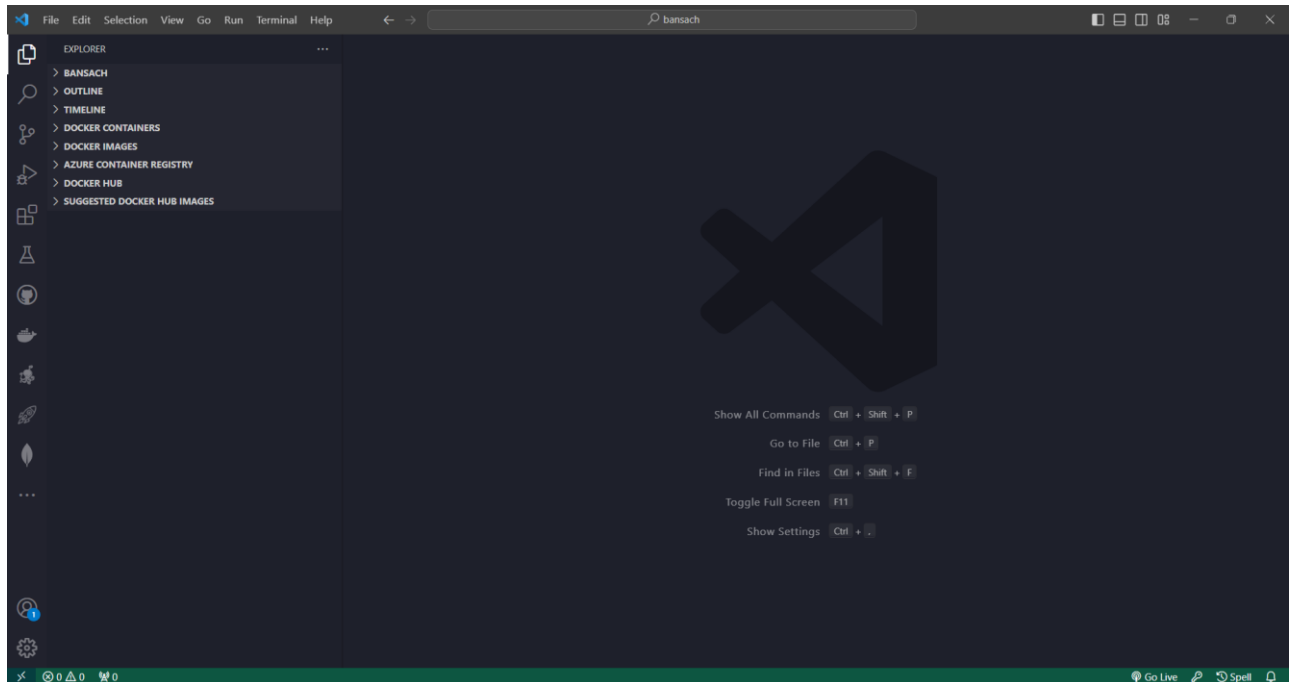 File Edit Selection View Go Run Terminal Help
bansach
EXPLORER
BANSACH
OUTLINE
TIMELINE
DOCKER CONTAINERS
DOCKER IMAGES
AZURE CONTAINER REGISTRY
DOCKER HUB
SUGGESTED DOCKER HUB IMAGES
Show All Commands Ctrl + Shift + P
Go to File Ctrl + P
Find in Files Ctrl + Shift + F
Toggle Full Screen F11
Show Settings Ctrl + .
1
0 0 0 Go Live Spell